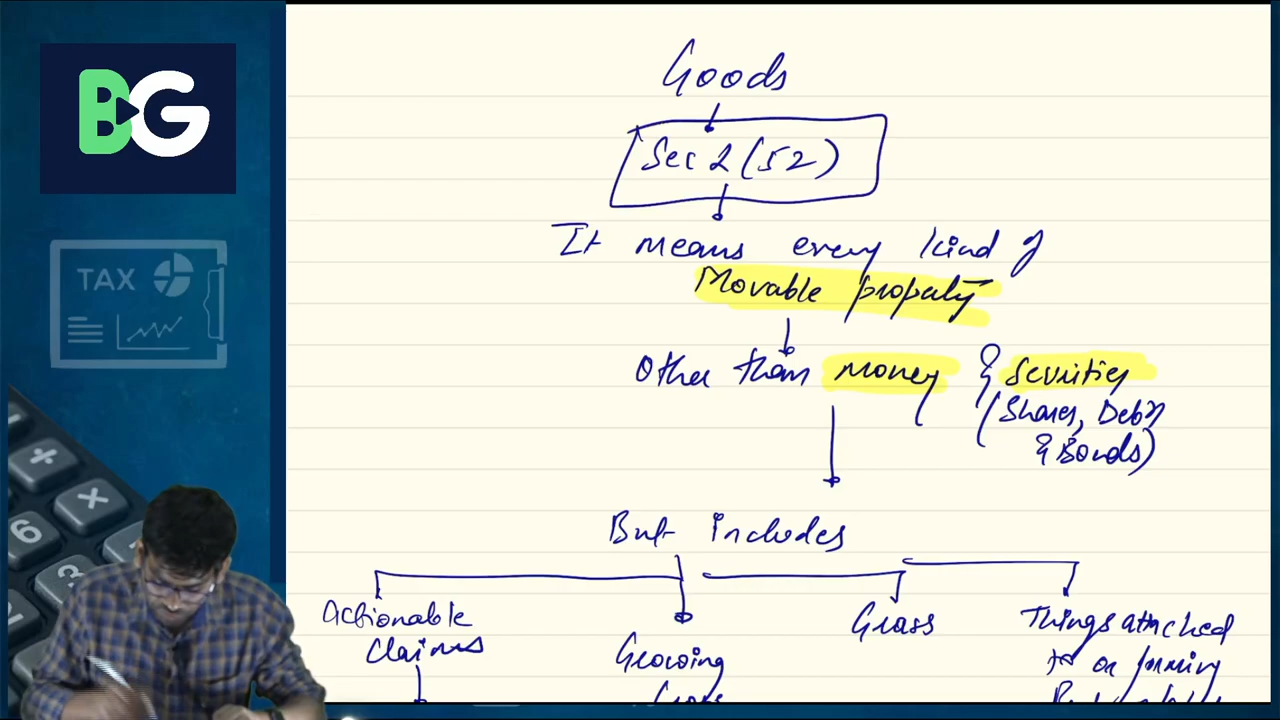 BG
TAX
Goods
Sec 2(52)
It means every kind of
Movable property
Other than money & Securities
(Shares, Deb's
& Bonds)
But includes
Actionable
Claims
Growing
Grass
Things attached
to or forming